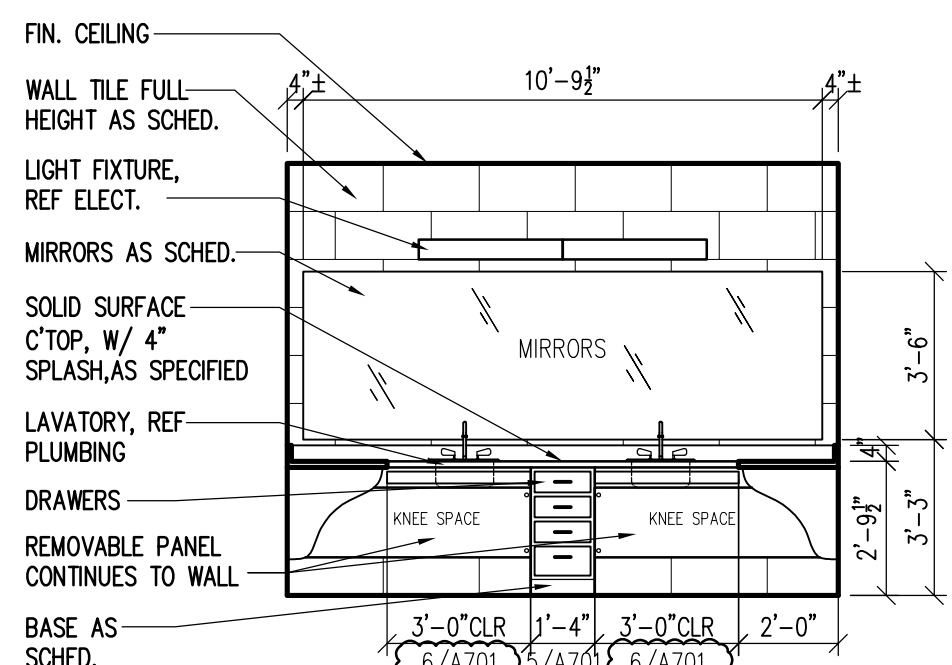 FIN. CEILING
WALL TILE FULL
HEIGHT AS SCHED.
LIGHT FIXTURE,
REF ELECT.
MIRRORS AS SCHED.
SOLID SURFACE
C'TOP, W/ 4"
SPLASH,AS SPECIFIED
LAVATORY, REF
PLUMBING
DRAWERS
REMOVABLE PANEL
CONTINUES TO WALL
BASE AS
SCHED.
4"±
10'-9½"
4"±
MIRRORS
3'-6"
4"
2'-9½"
3'-3"
KNEE SPACE
KNEE SPACE
3'-0"CLR
1'-4"
3'-0"CLR
2'-0"
6/A701
5/A701
6/A701